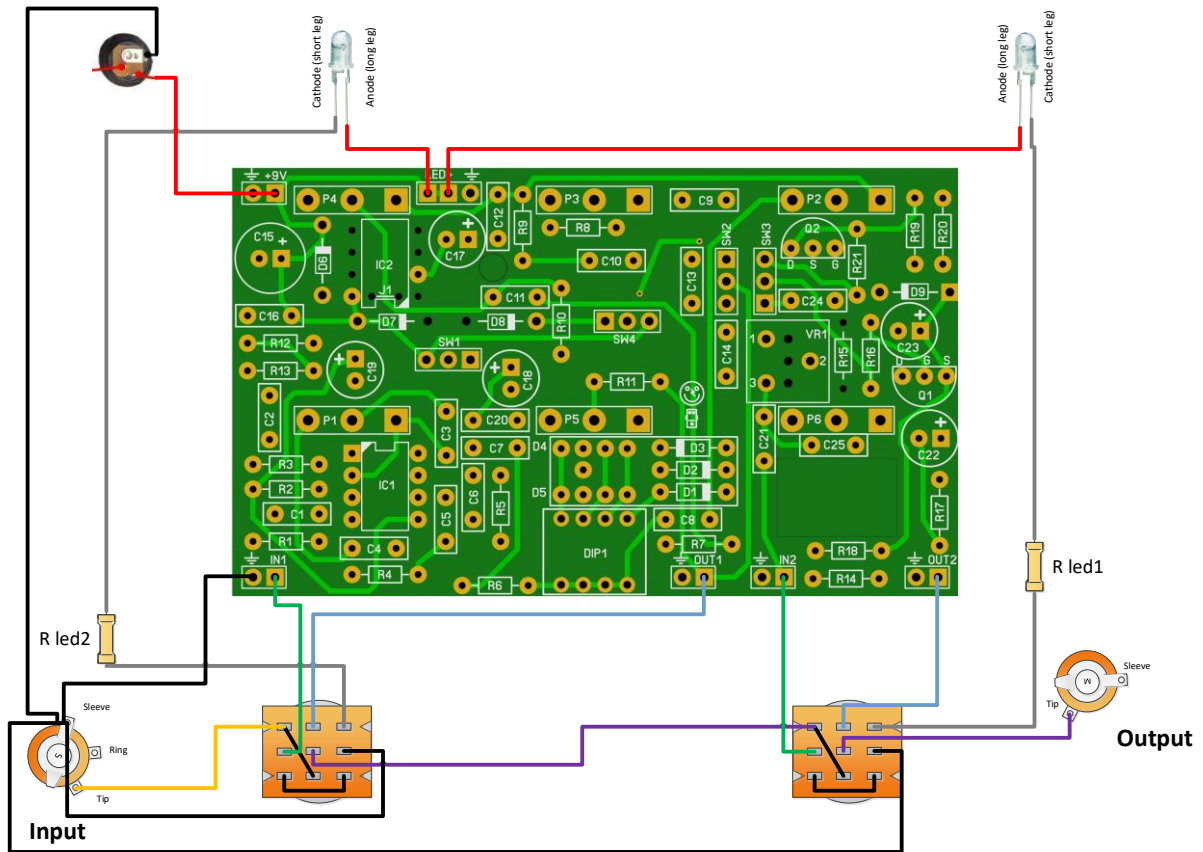 Cathode (short leg)
Anode (long leg)
Anode (long leg)
Cathode (short leg)
+9V
P4
LED+
P3
C9
P2
C12
R9
R8
SW2
SW3
Q2
D S G
R19
R20
C15
+
D6
IC2
C17
+
C10
C13
R21
J1
C11
C24
D9
C16
D7
D8
R10
SW4
C14
VR1
1
2
3
R15
R16
C23
+
R12
SW1
R13
+
C19
+
C18
R11
D G S
Q1
C2
P1
C3
C20
P5
C21
P6
C25
C22
+
C7
D4
D3
R3
IC1
D2
R2
C6
R5
D5
D1
C1
C5
C8
R17
R1
C4
DIP1
R7
R18
IN1
R4
R6
OUT1
IN2
R14
OUT2
R led1
R led2
Sleeve
Ring
Tip
S
Input
Sleeve
M
Tip
Output